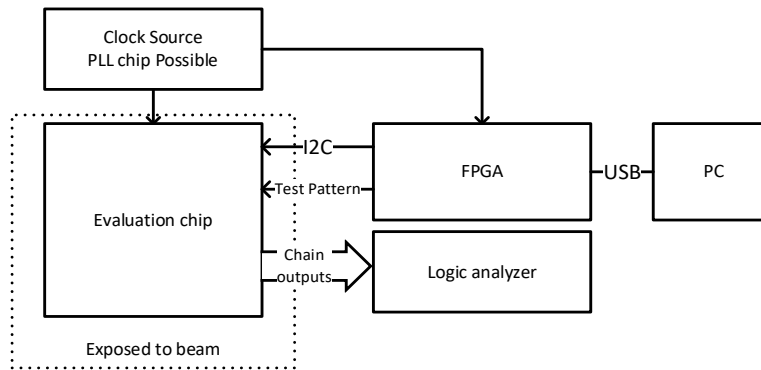 Clock Source
PLL chip Possible
I2C
FPGA
USB
PC
Test Pattern
Evaluation chip
Chain
outputs
Logic analyzer
Exposed to beam